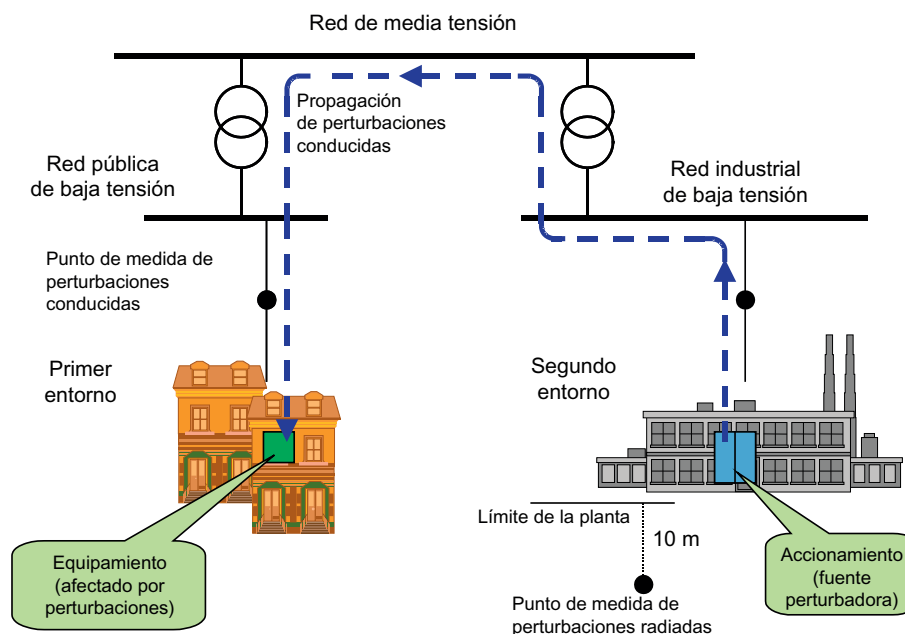 Red de media tensión
Propagación
de perturbaciones
conducidas
Red pública
de baja tensión
Red industrial
de baja tensión
Punto de medida de
perturbaciones
conducidas
Primer
entorno
Segundo
entorno
Límite de la planta
10 m
Equipamiento
(afectado por
perturbaciones)
Accionamiento
(fuente
perturbadora)
Punto de medida de
perturbaciones radiadas